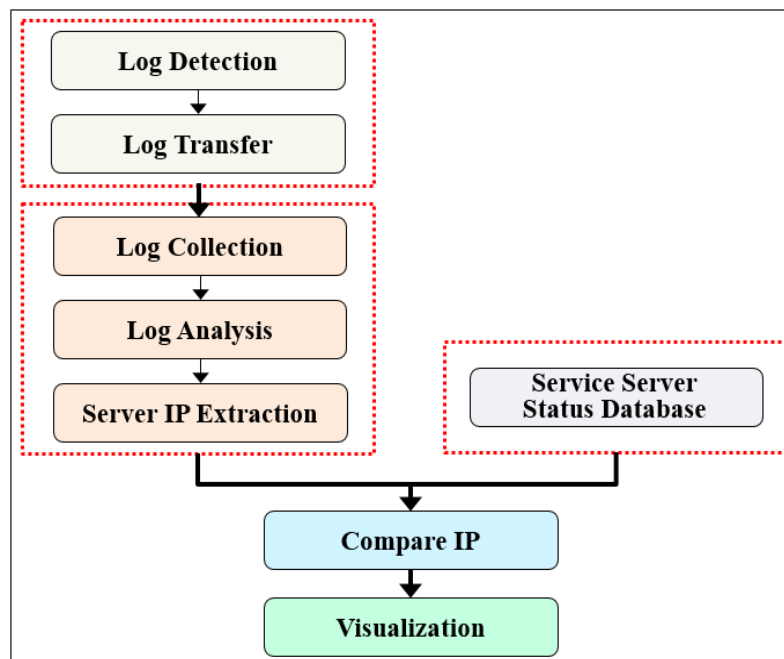 Log Detection
Log Transfer
Log Collection
Log Analysis
Server IP Extraction
Service Server
Status Database
Compare IP
Visualization